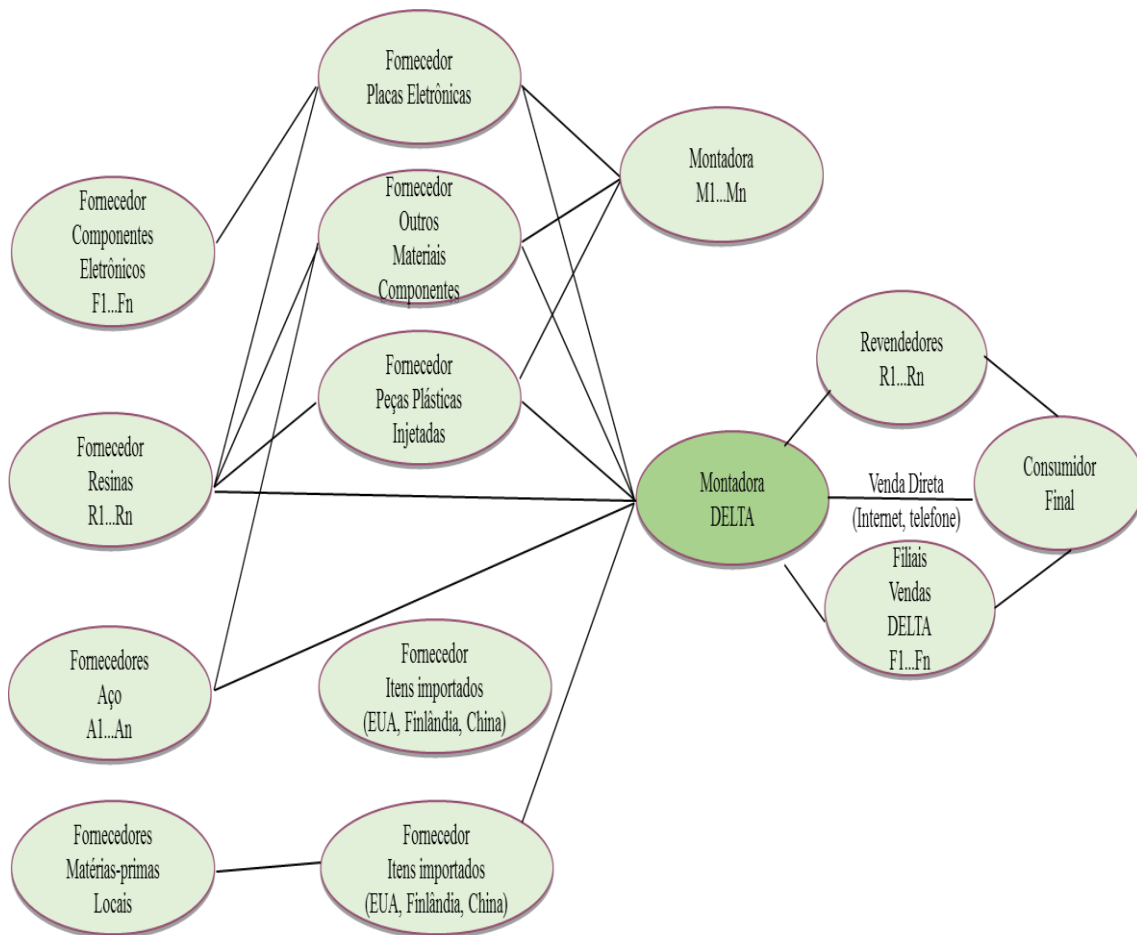 Fornecedor
Placas Eletrônicas
Montadora
M1...Mn
Fornecedor
Componentes
Eletrônicos
F1...Fn
Fornecedor
Outros
Materiais
Componentes
Fornecedor
Peças Plásticas
Injetadas
Revendedores
R1...Rn
Fornecedor
Resinas
R1...Rn
Montadora
DELTA
Venda Direta
(Internet, telefone)
Consumidor
Final
Filiais
Vendas
DELTA
F1...Fn
Fornecedores
Aço
A1...An
Fornecedor
Itens importados
(EUA, Finlândia, China)
Fornecedores
Matérias-primas
Locais
Fornecedor
Itens importados
(EUA, Finlândia, China)